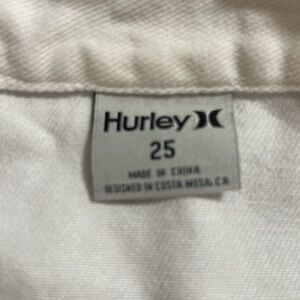 Hurley
25
MADE IN CHINA
DESIGNED IN COSTA MESA, CA